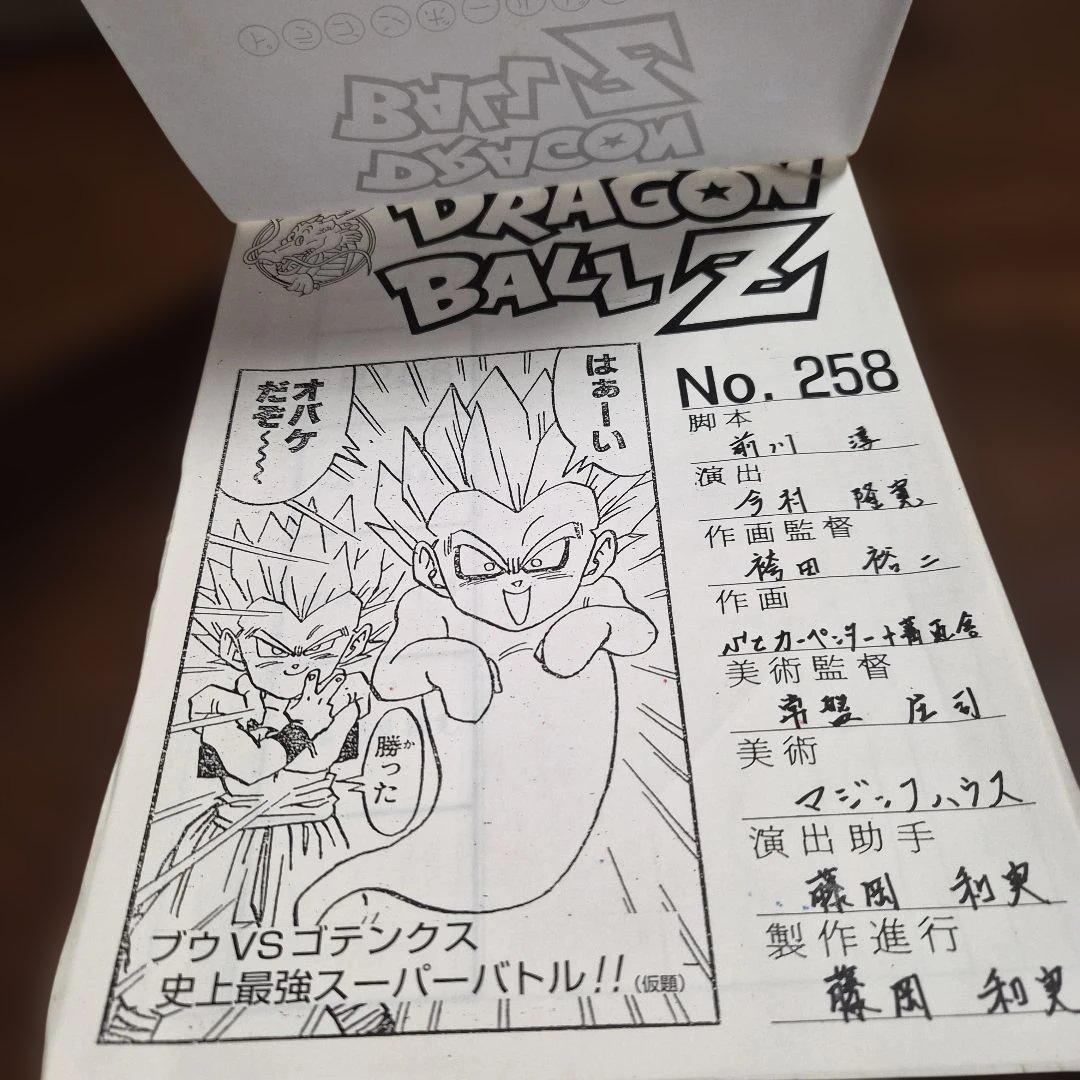 DRAGON
BALL Z
No. 258
はぁーい
オバケ
だぞ～～～
勝った
か
ブウVSゴテンクス
史上最強スーパーバトル!!(仮題)
脚本
前川 淳
演出
今村 隆寛
作画監督
袴田 裕二
作画
美術監督
常盤 庄司
美術
マジックハウス
演出助手
藤岡 利実
製作進行
藤岡 利実